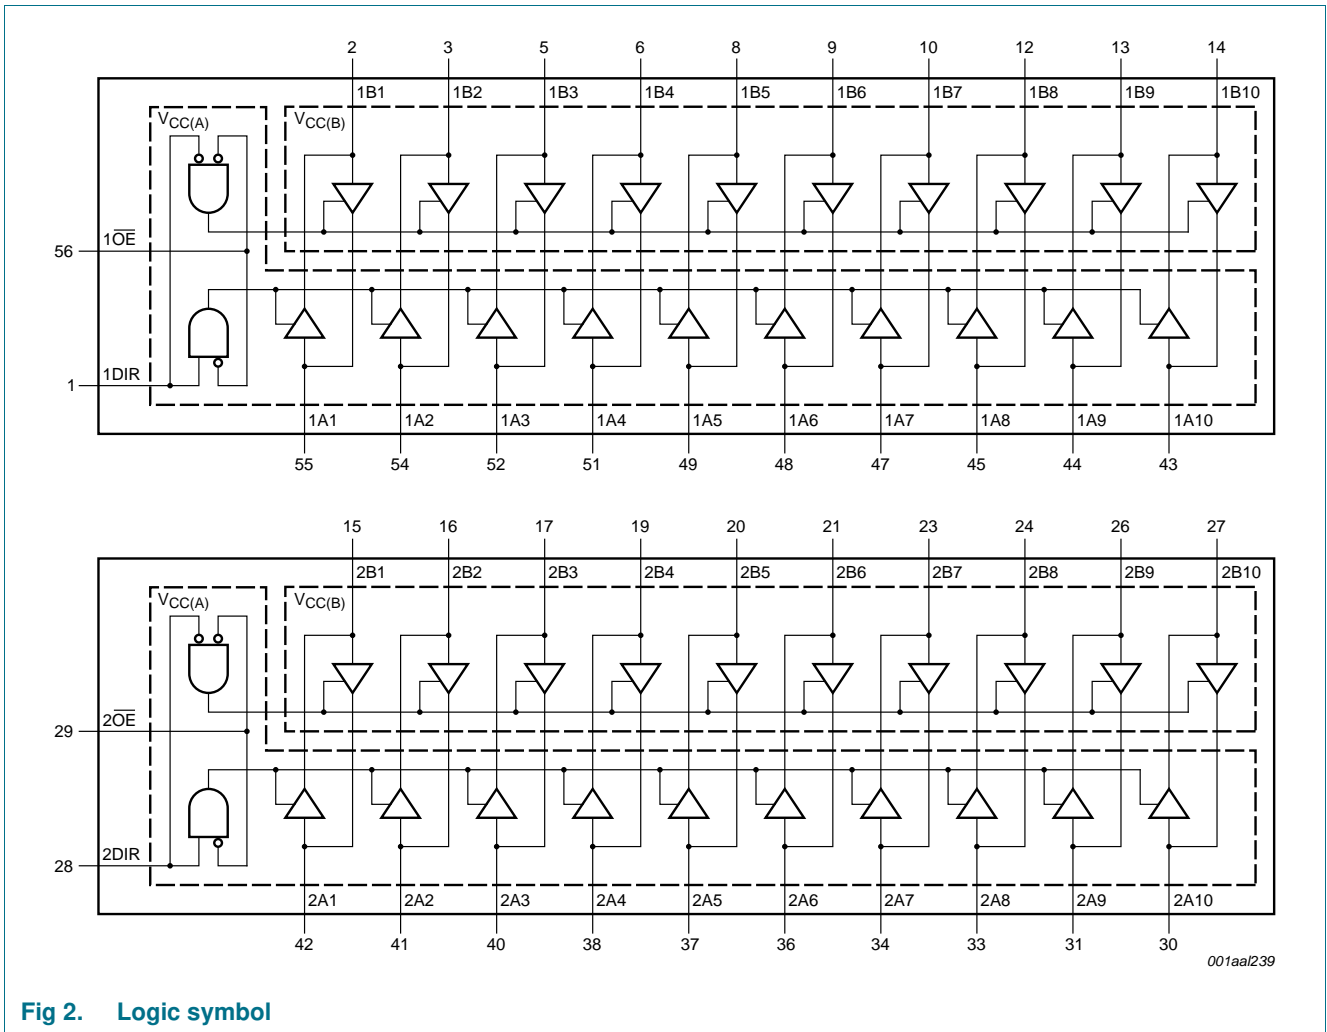 2 3 5 6 8 9 10 12 13 14
1B1 1B2 1B3 1B4 1B5 1B6 1B7 1B8 1B9 1B10
VCC(A) VCC(B)
56 1O̅E̅
1 1DIR
1A1 1A2 1A3 1A4 1A5 1A6 1A7 1A8 1A9 1A10
55 54 52 51 49 48 47 45 44 43
15 16 17 19 20 21 23 24 26 27
2B1 2B2 2B3 2B4 2B5 2B6 2B7 2B8 2B9 2B10
VCC(A) VCC(B)
29 2O̅E̅
28 2DIR
2A1 2A2 2A3 2A4 2A5 2A6 2A7 2A8 2A9 2A10
42 41 40 38 37 36 34 33 31 30
001aal239
Fig 2. Logic symbol